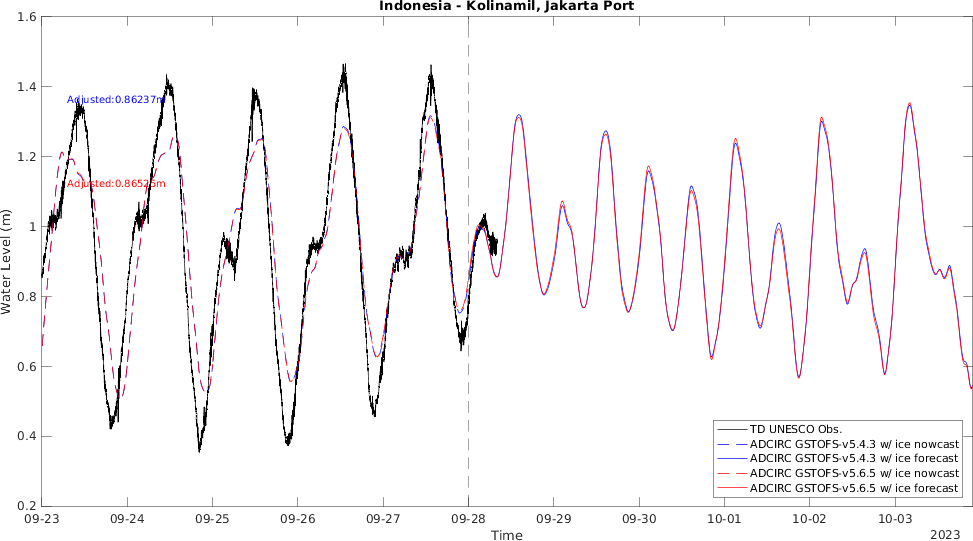 Indonesia - Kolinamil, Jakarta Port
1.6
1.4
1.2
1
0.8
0.6
0.4
0.2
Water Level (m)
Adjusted:0.86237m
Adjusted:0.86525m
TD UNESCO Obs.
ADCIRC GSTOFS-v5.4.3 w/ ice nowcast
ADCIRC GSTOFS-v5.4.3 w/ ice forecast
ADCIRC GSTOFS-v5.6.5 w/ ice nowcast
ADCIRC GSTOFS-v5.6.5 w/ ice forecast
09-23 09-24 09-25 09-26 09-27 09-28 09-29 09-30 10-01 10-02 10-03
Time
2023